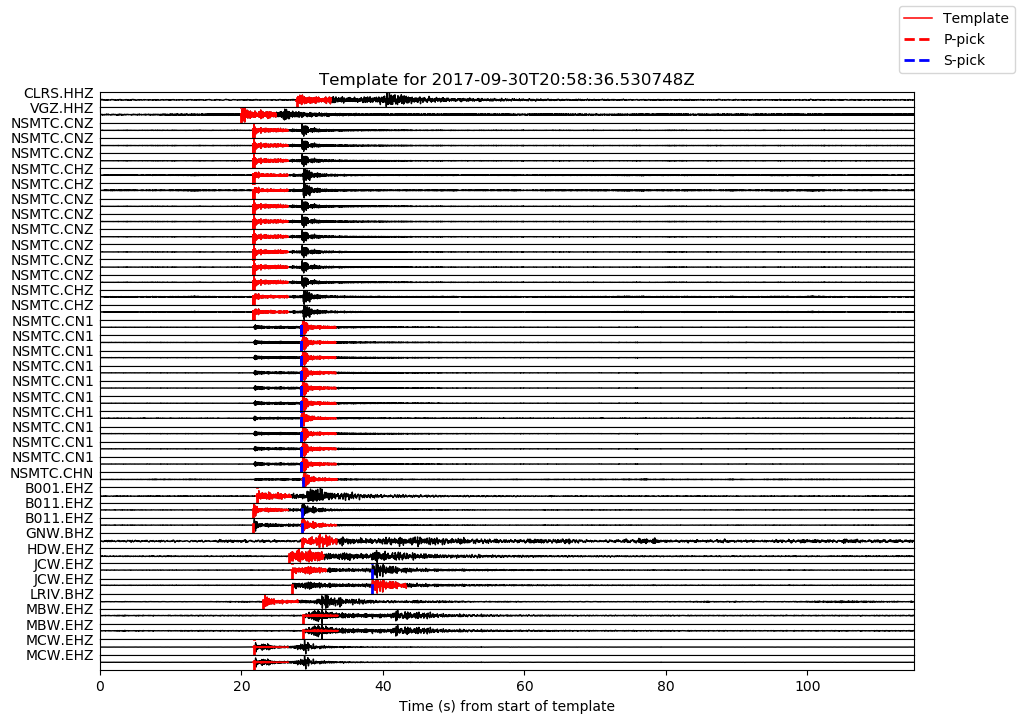 Template
P-pick
S-pick
Template for 2017-09-30T20:58:36.530748Z
CLRS.HHZ
VGZ.HHZ
NSMTC.CNZ
NSMTC.CNZ
NSMTC.CNZ
NSMTC.CHZ
NSMTC.CHZ
NSMTC.CNZ
NSMTC.CNZ
NSMTC.CNZ
NSMTC.CNZ
NSMTC.CNZ
NSMTC.CNZ
NSMTC.CHZ
NSMTC.CHZ
NSMTC.CN1
NSMTC.CN1
NSMTC.CN1
NSMTC.CN1
NSMTC.CN1
NSMTC.CN1
NSMTC.CH1
NSMTC.CN1
NSMTC.CN1
NSMTC.CN1
NSMTC.CHN
B001.EHZ
B011.EHZ
B011.EHZ
GNW.BHZ
HDW.EHZ
JCW.EHZ
JCW.EHZ
LRIV.BHZ
MBW.EHZ
MBW.EHZ
MCW.EHZ
MCW.EHZ
0 20 40 60 80 100
Time (s) from start of template